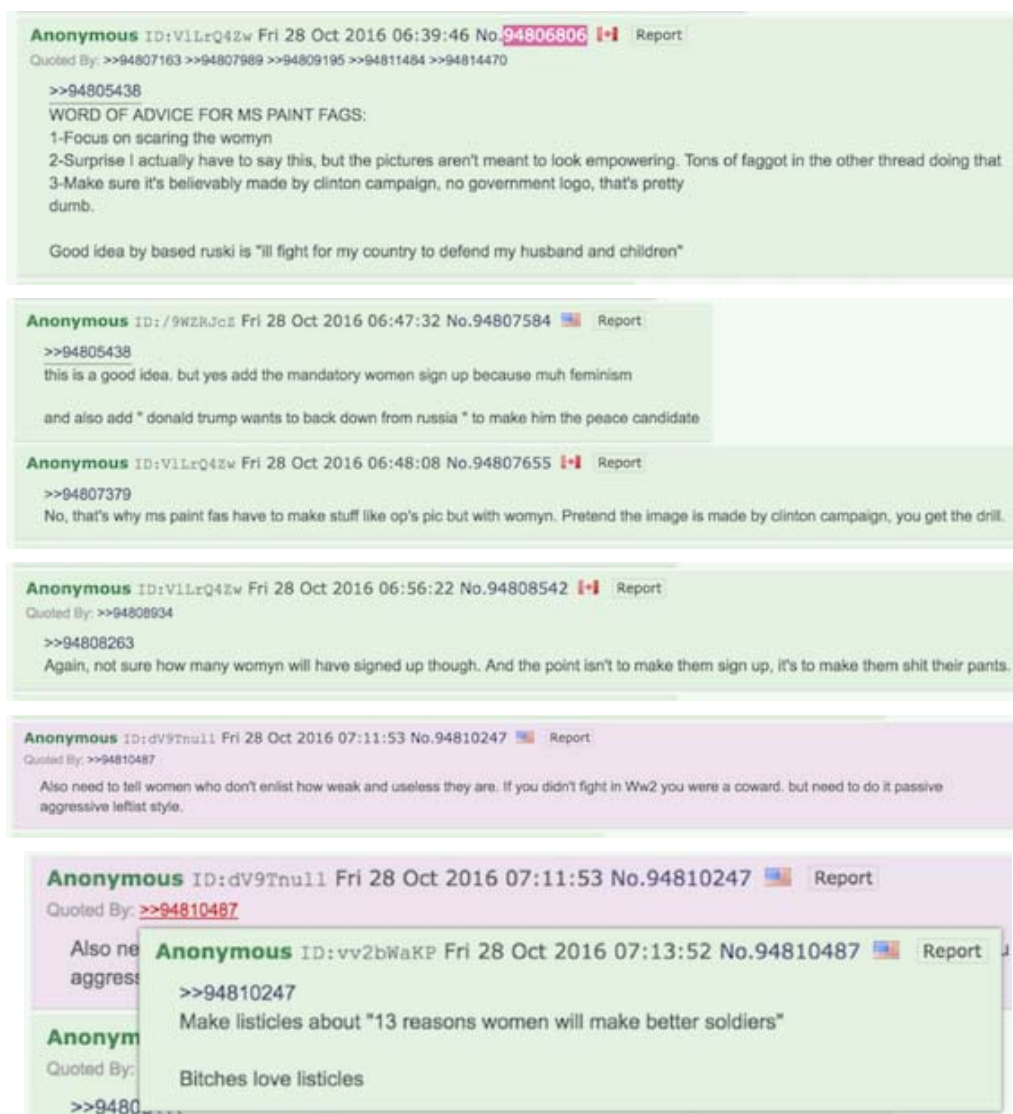 Anonymous ID:VlLrQ4Zw Fri 28 Oct 2016 06:39:46 No.94806806 Report
Quoted By: >>94807163 >>94807989 >>94809195 >>94811484 >>94814470
>>94805438
WORD OF ADVICE FOR MS PAINT FAGS:
1-Focus on scaring the womyn
2-Surprise I actually have to say this, but the pictures aren't meant to look empowering. Tons of faggot in the other thread doing that
3-Make sure it's believably made by clinton campaign, no government logo, that's pretty
dumb.
Good idea by based ruski is "ill fight for my country to defend my husband and children"
Anonymous ID:/9WZRJcZ Fri 28 Oct 2016 06:47:32 No.94807584 Report
>>94805438
this is a good idea. but yes add the mandatory women sign up because muh feminism
and also add " donald trump wants to back down from russia " to make him the peace candidate
Anonymous ID:VlLrQ4Zw Fri 28 Oct 2016 06:48:08 No.94807655 Report
>>94807379
No, that's why ms paint fas have to make stuff like op's pic but with womyn. Pretend the image is made by clinton campaign, you get the drill.
Anonymous ID:VlLrQ4Zw Fri 28 Oct 2016 06:56:22 No.94808542 Report
Quoted By: >>94808934
>>94808263
Again, not sure how many womyn will have signed up though. And the point isn't to make them sign up, it's to make them shit their pants.
Anonymous ID:dV9Tnull Fri 28 Oct 2016 07:11:53 No.94810247 Report
Quoted By: >>94810487
Also need to tell women who don't enlist how weak and useless they are. If you didn't fight in Ww2 you were a coward. but need to do it passive
aggressive leftist style.
Anonymous ID:dV9Tnull Fri 28 Oct 2016 07:11:53 No.94810247 Report
Quoted By: >>94810487
Also ne
aggress
Anonymous ID:vv2bWaKP Fri 28 Oct 2016 07:13:52 No.94810487 Report
>>94810247
Make listicles about "13 reasons women will make better soldiers"
Bitches love listicles
Anonym
Quoted By:
>>9480